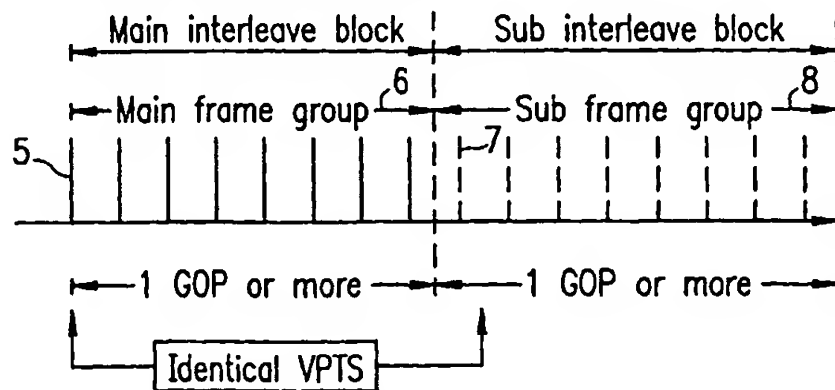 Main interleave block Sub interleave block
6 8
Main frame group Sub frame group
5 7
1 GOP or more 1 GOP or more
Identical VPTS